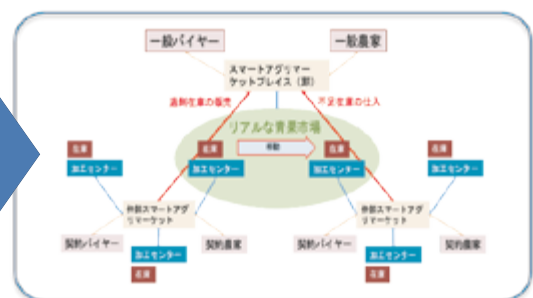 一般バイヤー
一般農家
スマートアグリマー
ケットプレイス（卸）
過剰在庫の販売
不足在庫の仕入
リアルな青果市場
在庫
加工センター
在庫
加工センター
移動
在庫
加工センター
在庫
加工センター
スマートアグ
リマーケット
スマートアグ
リマーケット
契約バイヤー
契約農家
契約バイヤー
契約農家
加工センター
在庫
加工センター
在庫